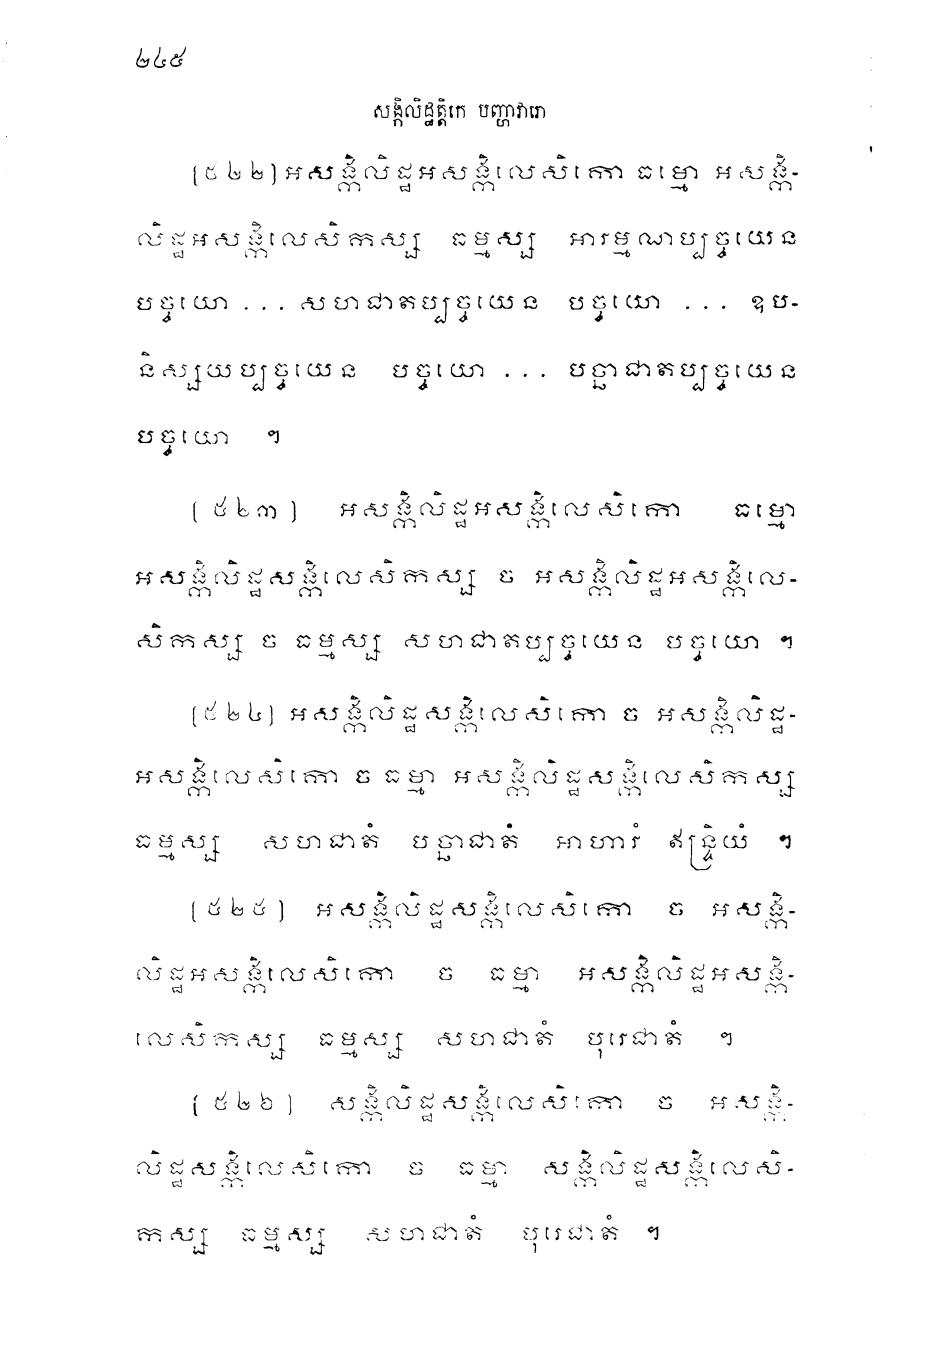 ២៤៥
សង្កិលិដ្ឋត្តិកេ បញ្ហាវារោ
[៥២២] អសង្កិលិដ្ឋអសង្កិលេសិកោ ធម្មោ អសង្កិ-
លិដ្ឋអសង្កិលេសិកស្ស ធម្មស្ស អារម្មណប្បច្ចយេន
បច្ចយោ ... សហជាតប្បច្ចយេន បច្ចយោ ... ឧប-
និស្សយប្បច្ចយេន បច្ចយោ ... បច្ឆាជាតប្បច្ចយេន
បច្ចយោ ។
[៥២៣] អសង្កិលិដ្ឋអសង្កិលេសិកោ ធម្មោ
អសង្កិលិដ្ឋសង្កិលេសិកស្ស ច អសង្កិលិដ្ឋអសង្កិលេ-
សិកស្ស ច ធម្មស្ស សហជាតប្បច្ចយេន បច្ចយោ ។
[៥២៤] អសង្កិលិដ្ឋសង្កិលេសិកោ ច អសង្កិលិដ្ឋ-
អសង្កិលេសិកោ ច ធម្មា អសង្កិលិដ្ឋសង្កិលេសិកស្ស
ធម្មស្ស សហជាតំ បច្ឆាជាតំ អាហារំ ឥន្ទ្រិយំ ។
[៥២៥] អសង្កិលិដ្ឋសង្កិលេសិកោ ច អសង្កិ-
លិដ្ឋអសង្កិលេសិកោ ច ធម្មា អសង្កិលិដ្ឋអសង្កិ-
លេសិកស្ស ធម្មស្ស សហជាតំ បុរេជាតំ ។
[៥២៦] សង្កិលិដ្ឋសង្កិលេសិកោ ច អសង្កិ-
លិដ្ឋសង្កិលេសិកោ ច ធម្មា សង្កិលិដ្ឋសង្កិលេសិ-
កស្ស ធម្មស្ស សហជាតំ បុរេជាតំ ។